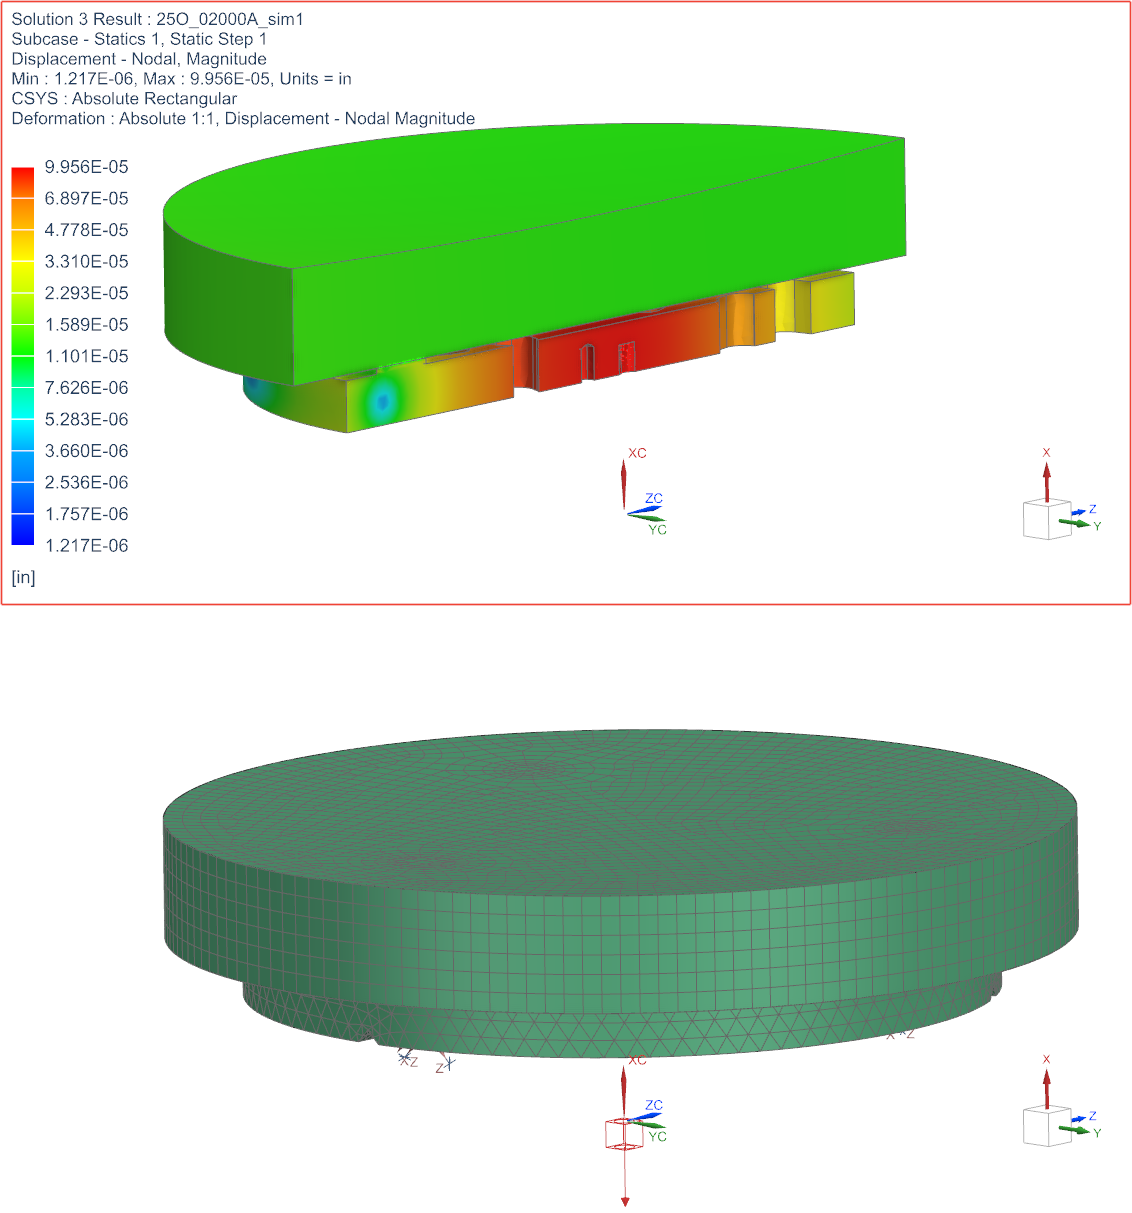 Solution 3 Result : 25O_02000A_sim1
Subcase - Statics 1, Static Step 1
Displacement - Nodal, Magnitude
Min : 1.217E-06, Max : 9.956E-05, Units = in
CSYS : Absolute Rectangular
Deformation : Absolute 1:1, Displacement - Nodal Magnitude
9.956E-05
6.897E-05
4.778E-05
3.310E-05
2.293E-05
1.589E-05
1.101E-05
7.626E-06
5.283E-06
3.660E-06
2.536E-06
1.757E-06
1.217E-06
[in]
XC
ZC
YC
X
Z
Y
XZ
Z
X Z
XC
ZC
YC
X
Z
Y